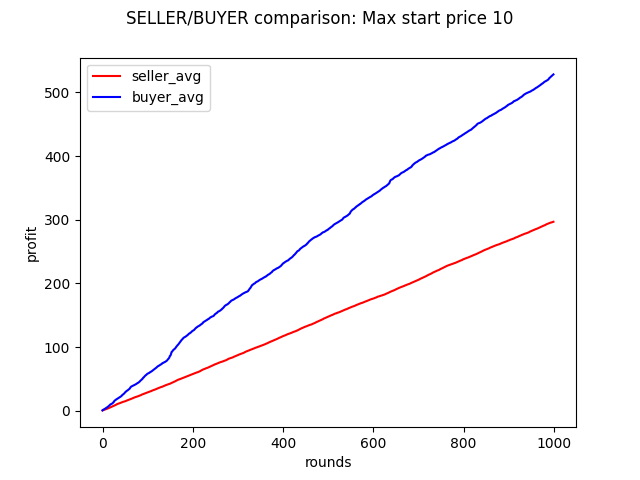 SELLER/BUYER comparison: Max start price 10
seller_avg
buyer_avg
500
400
300
200
100
0
profit
0 200 400 600 800 1000
rounds